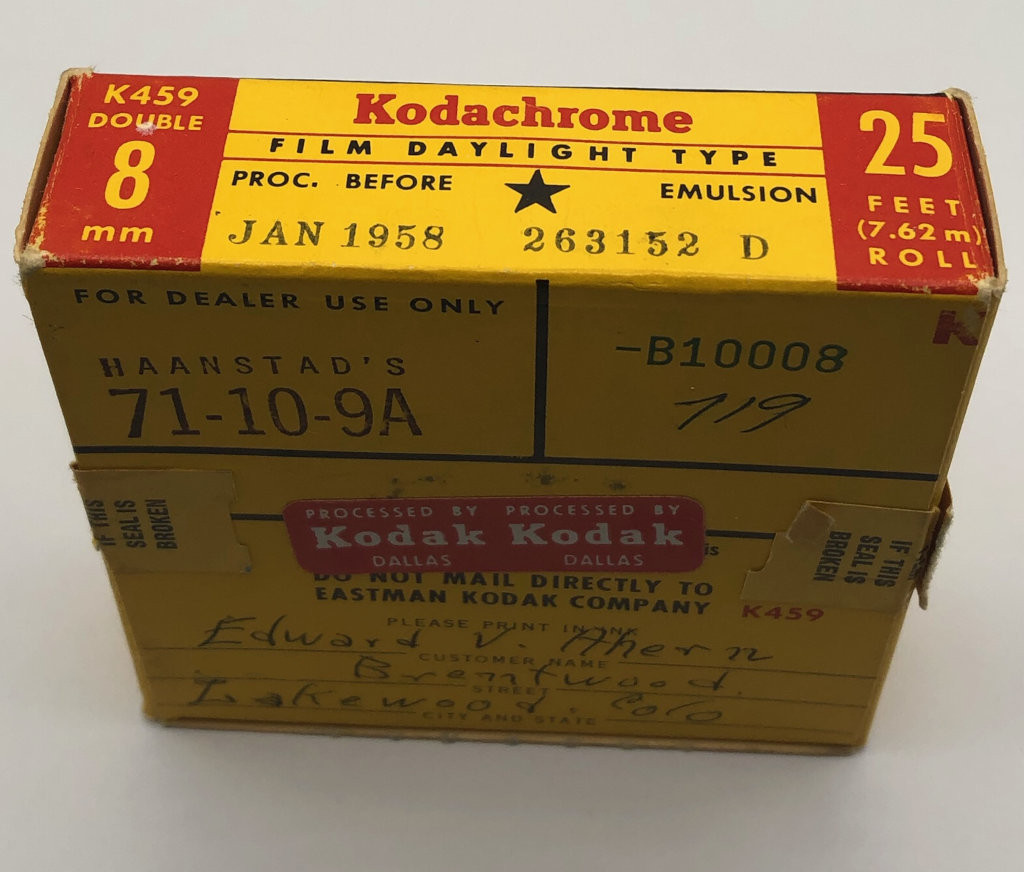 K459
DOUBLE
8
mm
Kodachrome
FILM DAYLIGHT TYPE
PROC. BEFORE ★ EMULSION
JAN 1958 263152 D
25
FEET
(7.62 m)
ROLL
FOR DEALER USE ONLY
HAANSTAD'S
71-10-9A
-B10008
719
K
IF THIS
SEAL IS
BROKEN
PROCESSED BY PROCESSED BY
Kodak Kodak
DALLAS DALLAS
IF THIS
SEAL IS
BROKEN
is
DO NOT MAIL DIRECTLY TO
EASTMAN KODAK COMPANY
K459
PLEASE PRINT IN INK
Edward V. Ahern
CUSTOMER NAME
Brentwood.
STREET
Lakewood, Colo
CITY AND STATE